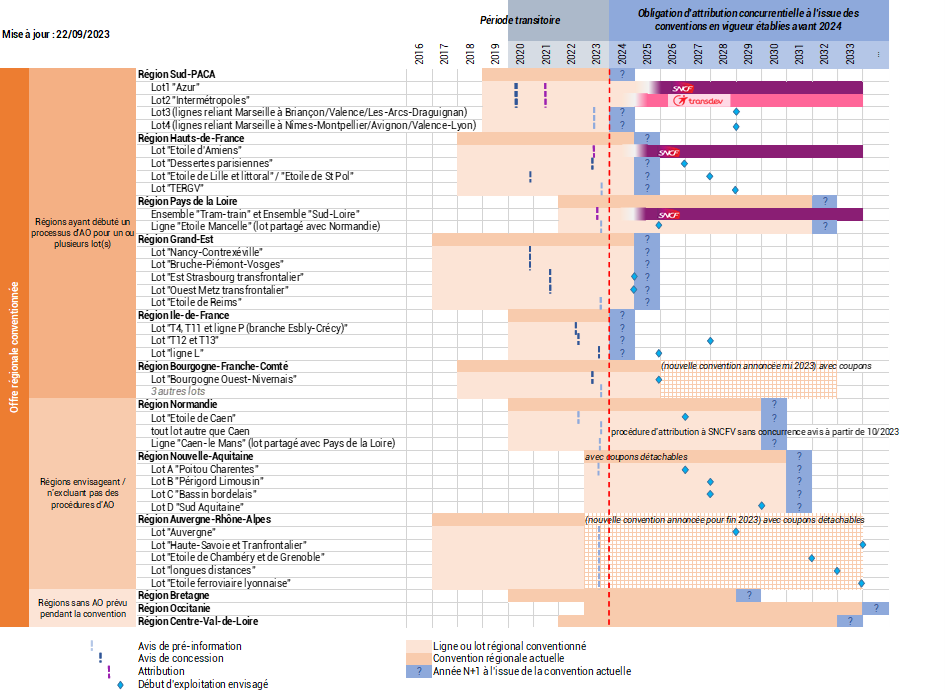 Mise à jour : 22/09/2023
Période transitoire
Obligation d'attribution concurrentielle à l'issue des
conventions en vigueur établies avant 2024
2016 2017 2018 2019 2020 2021 2022 2023 2024 2025 2026 2027 2028 2029 2030 2031 2032 2033 ...
Offre régionale conventionnée
Régions ayant débuté un
processus d'AO pour un ou
plusieurs lot(s)
Région Sud-PACA ?
Lot1 "Azur" SNCF
Lot2 "Intermétropoles" transdev
Lot3 (lignes reliant Marseille à Briançon/Valence/Les-Arcs-Draguignan) ?
Lot4 (lignes reliant Marseille à Nîmes-Montpellier/Avignon/Valence-Lyon) ?
Région Hauts-de-France ?
Lot "Etoile d'Amiens" SNCF
Lot "Dessertes parisiennes" ?
Lot "Etoile de Lille et littoral" / "Etoile de St Pol" ?
Lot "TERGV" ?
Région Pays de la Loire ?
Ensemble "Tram-train" et Ensemble "Sud-Loire" SNCF
Ligne "Etoile Mancelle" (lot partagé avec Normandie) ?
Région Grand-Est ?
Lot "Nancy-Contrexéville" ?
Lot "Bruche-Piémont-Vosges" ?
Lot "Est Strasbourg transfrontalier" ?
Lot "Ouest Metz transfrontalier" ?
Lot "Etoile de Reims" ?
Région Ile-de-France ?
Lot "T4, T11 et ligne P (branche Esbly-Crécy)" ?
Lot "T12 et T13" ?
Lot "ligne L" ?
Région Bourgogne-Franche-Comté (nouvelle convention annoncée mi 2023) avec coupons
Lot "Bourgogne Ouest-Nivernais"
3 autres lots
Régions envisageant /
n'excluant pas des
procédures d'AO
Région Normandie ?
Lot "Etoile de Caen" ?
tout lot autre que Caen procédure d'attribution à SNCFV sans concurrence avis à partir de 10/2023
Ligne "Caen-le Mans" (lot partagé avec Pays de la Loire) ?
Région Nouvelle-Aquitaine avec coupons détachables ?
Lot A "Poitou Charentes" ?
Lot B "Périgord Limousin" ?
Lot C "Bassin bordelais" ?
Lot D "Sud Aquitaine" ?
Région Auvergne-Rhône-Alpes (nouvelle convention annoncée pour fin 2023) avec coupons détachables
Lot "Auvergne"
Lot "Haute-Savoie et Tranfrontalier"
Lot "Etoile de Chambéry et de Grenoble"
Lot "longues distances"
Lot "Etoile ferroviaire lyonnaise"
Régions sans AO prévu
pendant la convention
Région Bretagne ?
Région Occitanie ?
Région Centre-Val-de-Loire ?
Avis de pré-information
Avis de concession
Attribution
Début d'exploitation envisagé
Ligne ou lot régional conventionné
Convention régionale actuelle
? Année N+1 à l'issue de la convention actuelle